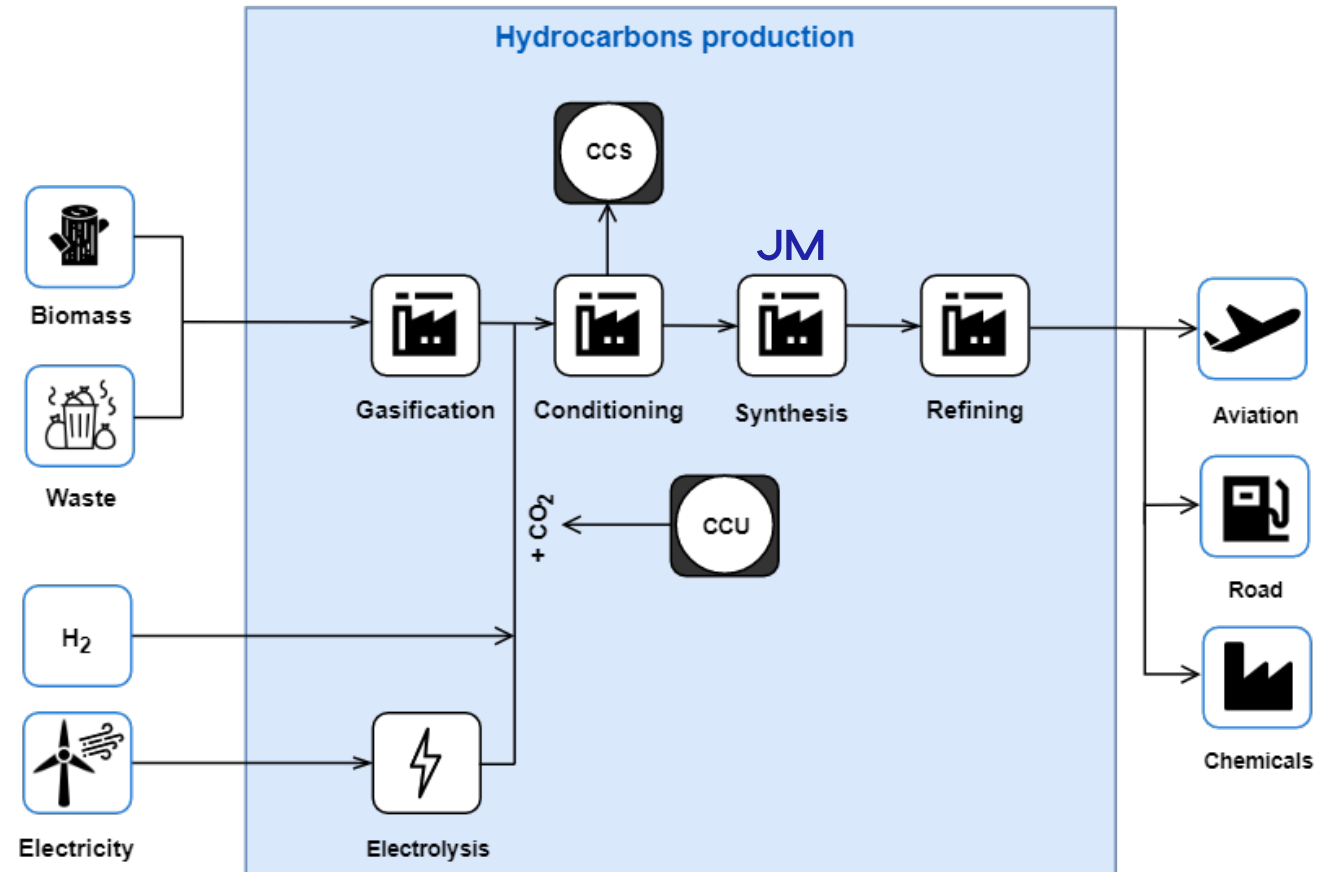 Hydrocarbons production
CCS
JM
Biomass
Gasification
Conditioning
Synthesis
Refining
Aviation
Waste
+ CO₂
CCU
Road
H₂
Chemicals
Electricity
Electrolysis